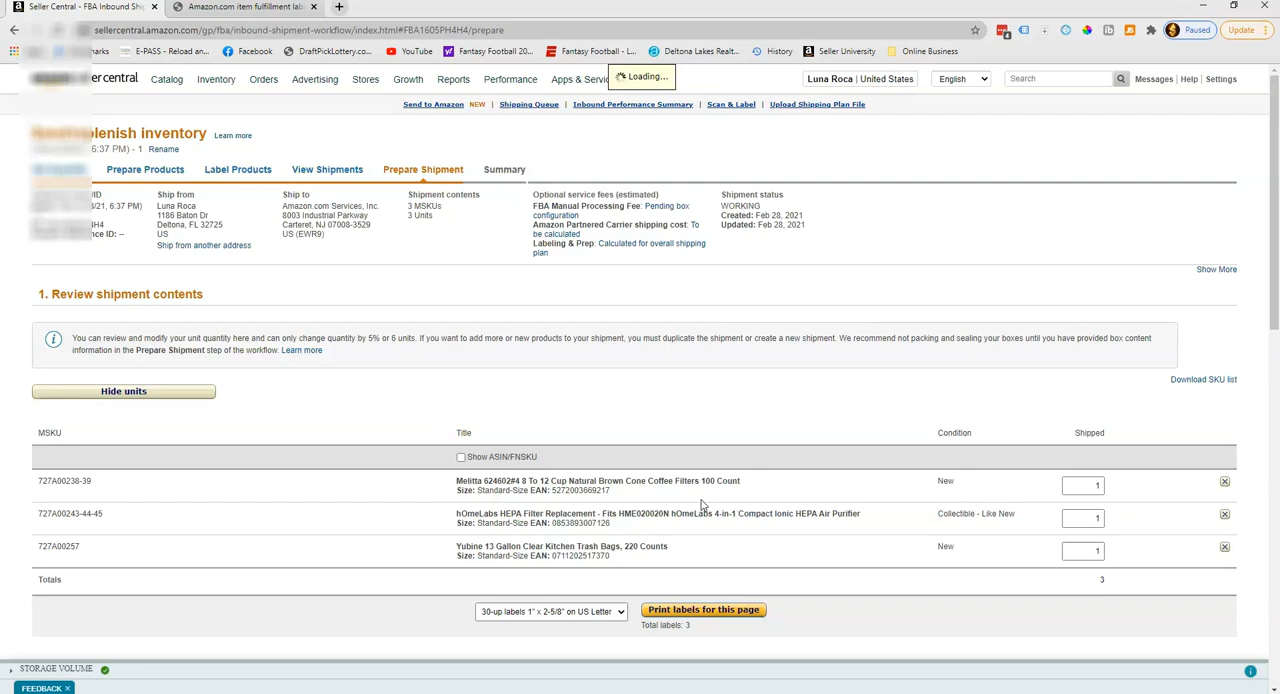 Seller Central - FBA Inbound Ship
Amazon.com item fulfillment lab
sellercentral.amazon.com/gp/fba/inbound-shipment-workflow/index.html#FBA1605PH4H4/prepare
Paused
Update
E-PASS - Reload an... Facebook DraftPickLottery.co... YouTube Fantasy Football 20... Fantasy Football - L... Deltona Lakes Realt... History Seller University Online Business
seller central Catalog Inventory Orders Advertising Stores Growth Reports Performance Apps & Servic Loading... Luna Roca | United States English Search Messages | Help | Settings
Send to Amazon NEW | Shipping Queue | Inbound Performance Summary | Scan & Label | Upload Shipping Plan File
plenish inventory Learn more
6:37 PM) - 1 Rename
Prepare Products Label Products View Shipments Prepare Shipment Summary
Ship from Ship to Shipment contents Optional service fees (estimated) Shipment status
/21, 6:37 PM) Luna Roca Amazon.com Services, Inc. 3 MSKUs FBA Manual Processing Fee: Pending box WORKING
1186 Baton Dr 8003 Industrial Parkway 3 Units configuration Created: Feb 28, 2021
H4 Deltona, FL 32725 Carteret, NJ 07008-3529 Amazon Partnered Carrier shipping cost: To Updated: Feb 28, 2021
ID: -- US US (EWR9) be calculated
Ship from another address Labeling & Prep: Calculated for overall shipping
plan
Show More
1. Review shipment contents
You can review and modify your unit quantity here and can only change quantity by 5% or 6 units. If you want to add more or new products to your shipment, you must duplicate the shipment or create a new shipment. We recommend not packing and sealing your boxes until you have provided box content
information in the Prepare Shipment step of the workflow. Learn more
Download SKU list
Hide units
MSKU Title Condition Shipped
Show ASIN/FNSKU
727A00238-39 Melitta 624602#4 8 To 12 Cup Natural Brown Cone Coffee Filters 100 Count New 1
Size: Standard-Size EAN: 5272003669217
727A00243-44-45 hOmeLabs HEPA Filter Replacement - Fits HME020020N hOmeLabs 4-in-1 Compact Ionic HEPA Air Purifier Collectible - Like New 1
Size: Standard-Size EAN: 0853893007126
727A00257 Yubine 13 Gallon Clear Kitchen Trash Bags, 220 Counts New 1
Size: Standard-Size EAN: 0711202517370
Totals 3
30-up labels 1" x 2-5/8" on US Letter Print labels for this page
Total labels: 3
STORAGE VOLUME
FEEDBACK